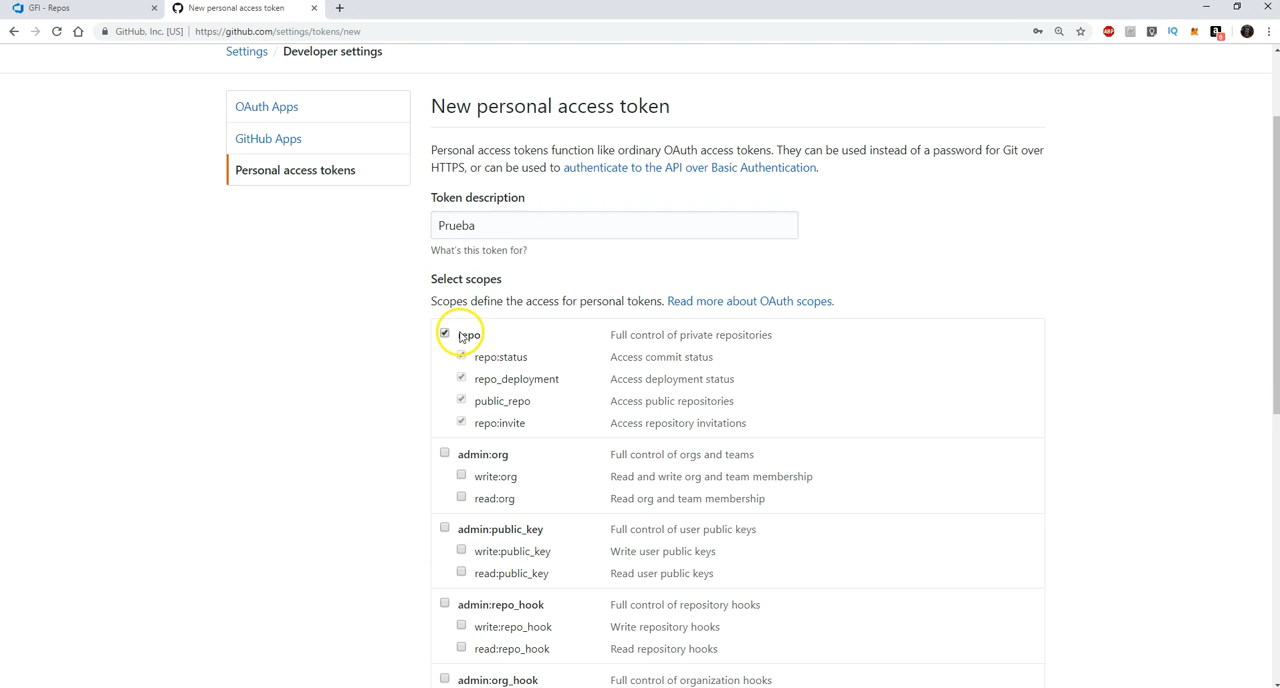 GFI - Repos
New personal access token
GitHub, Inc. [US] https://github.com/settings/tokens/new
ABP
IQ
a
Settings / Developer settings
OAuth Apps
GitHub Apps
Personal access tokens
New personal access token
Personal access tokens function like ordinary OAuth access tokens. They can be used instead of a password for Git over
HTTPS, or can be used to authenticate to the API over Basic Authentication.
Token description
Prueba
What's this token for?
Select scopes
Scopes define the access for personal tokens. Read more about OAuth scopes.
repo Full control of private repositories
repo:status Access commit status
repo_deployment Access deployment status
public_repo Access public repositories
repo:invite Access repository invitations
admin:org Full control of orgs and teams
write:org Read and write org and team membership
read:org Read org and team membership
admin:public_key Full control of user public keys
write:public_key Write user public keys
read:public_key Read user public keys
admin:repo_hook Full control of repository hooks
write:repo_hook Write repository hooks
read:repo_hook Read repository hooks
admin:org_hook Full control of organization hooks